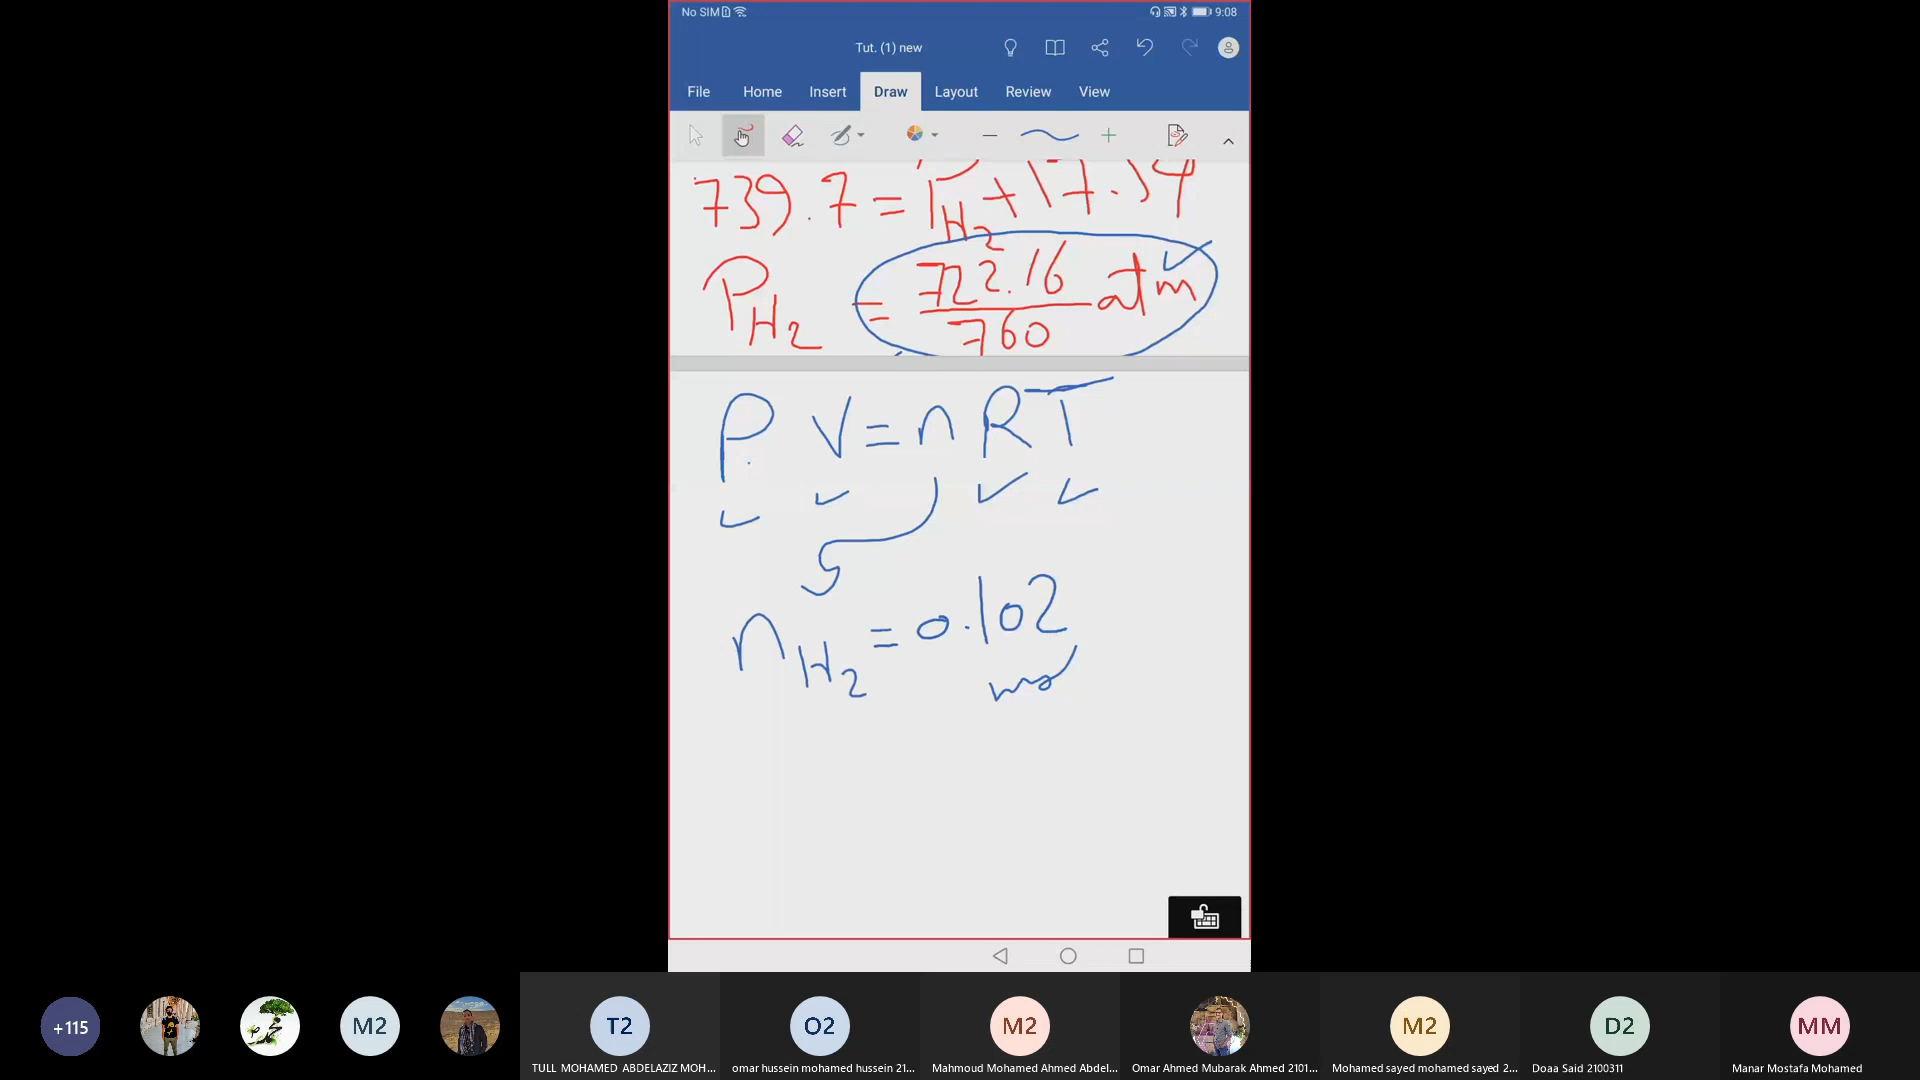 No SIM 9:08
Tut. (1) new
File Home Insert Draw Layout Review View
739.7 = PH2 + 17.54
PH2 = 722.16 / 760 atm
PV = nRT
nH2 = 0.102
mol
+115 M2 T2 O2 M2 M2 D2 MM
TULL MOHAMED ABDELAZIZ MOH... omar hussein mohamed hussein 21... Mahmoud Mohamed Ahmed Abdel... Omar Ahmed Mubarak Ahmed 2101... Mohamed sayed mohamed sayed 2... Doaa Said 2100311 Manar Mostafa Mohamed